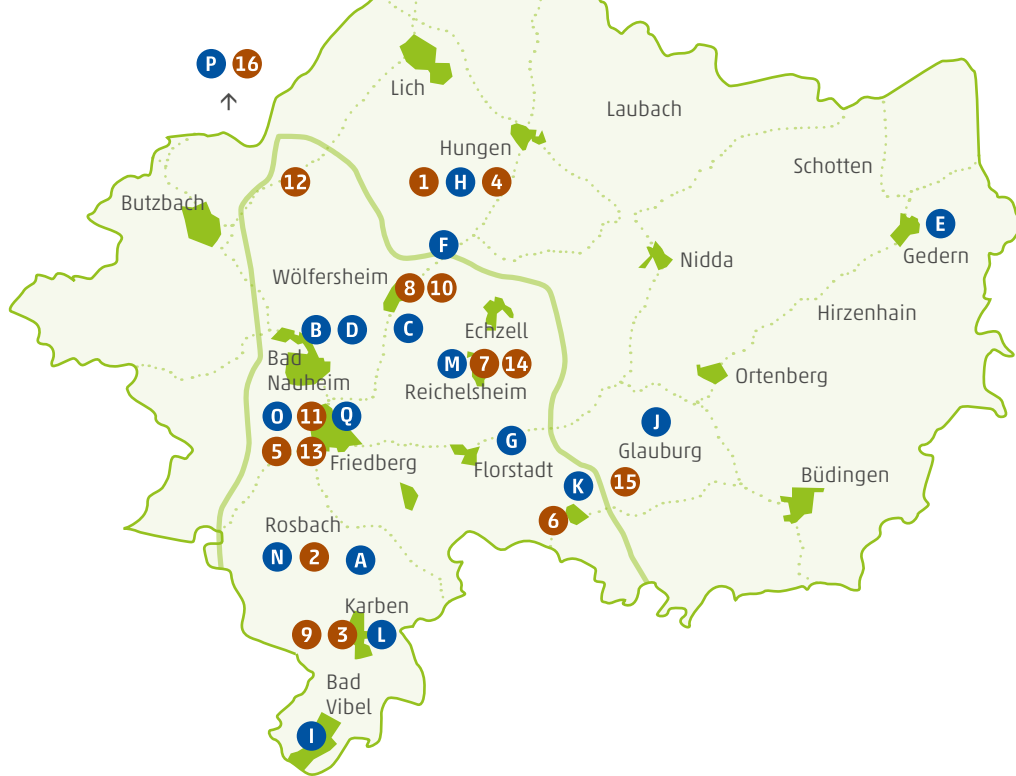 P 16
↑
Lich
Laubach
Hungen
Schotten
12
1 H 4
Butzbach
E
Gedern
F
Nidda
Wölfersheim
8 10
Hirzenhain
B D
C
Echzell
Bad
Nauheim
M 7 14
Reichelsheim
Ortenberg
O 11 Q
J
Glauburg
5 13
Friedberg
G
Florstadt
Büdingen
K
15
6
Rosbach
N 2 A
Karben
9 3 L
Bad
Vibel
I